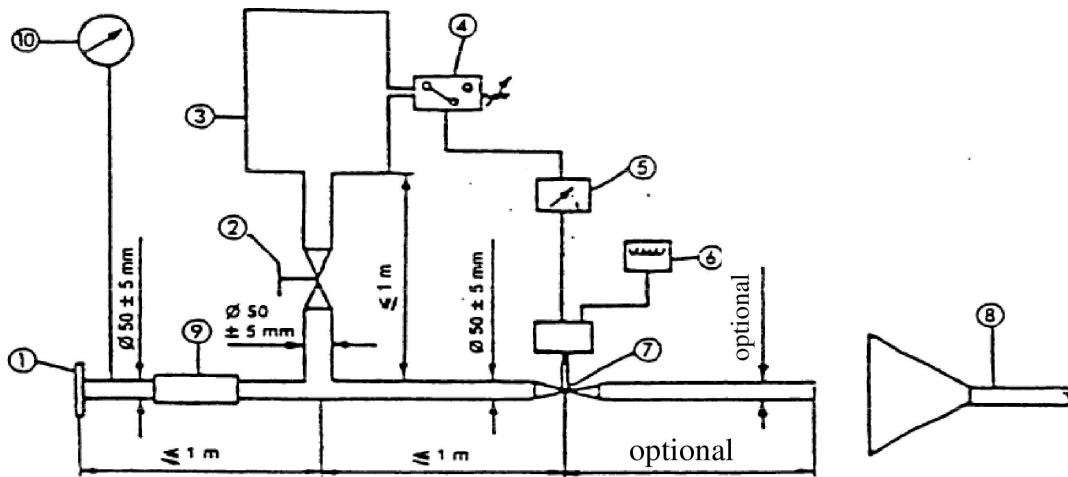 10
4
3
5
2
6
Ø 50 ± 5 mm
Ø 50
± 5 mm
⩽ 1 m
Ø 50 ± 5 mm
optional
8
1
9
7
⩾ 1 m
⩾ 1 m
optional